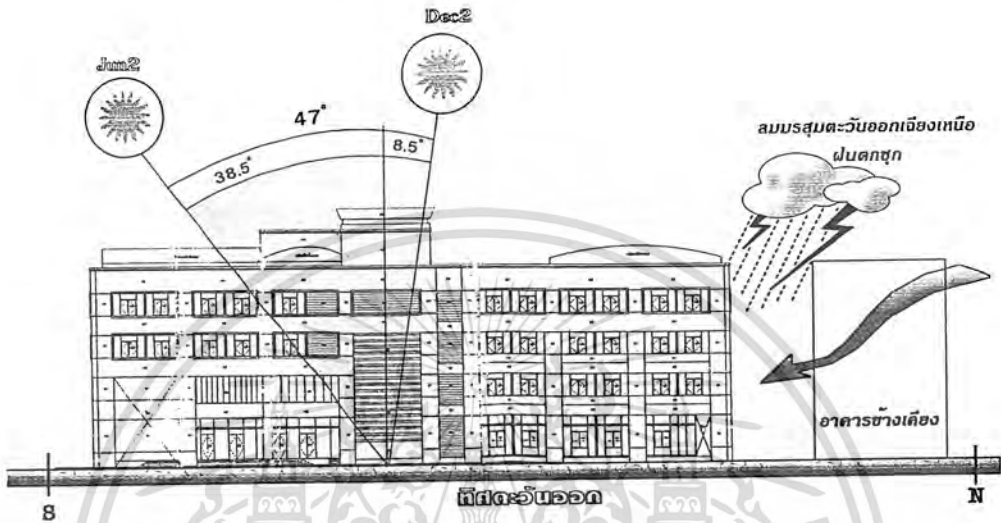 Dec2
Jun2
47°
38.5°
8.5°
ลมมรสุมตะวันออกเฉียงเหนือ
ฝนตกชุก
อาคารข้างเคียง
ทิศตะวันออก
S
N